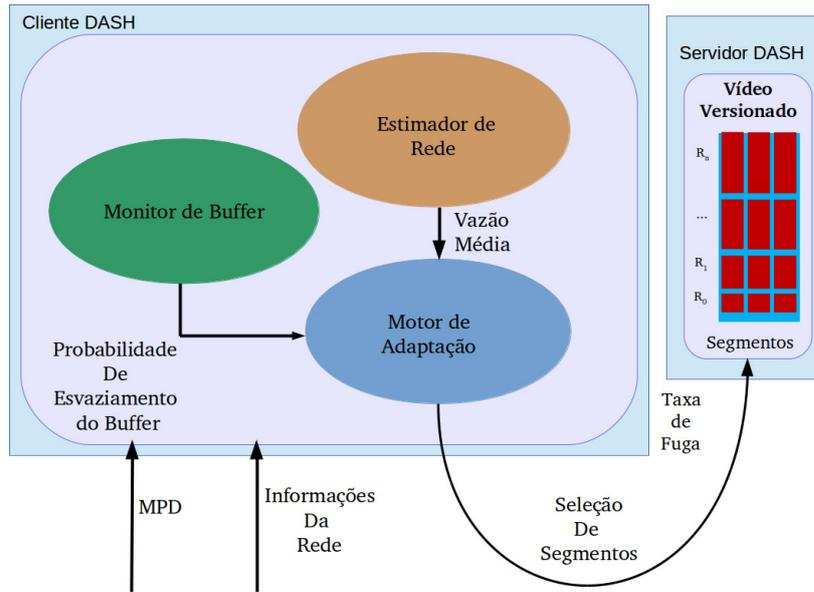 Cliente DASH
Estimador de
Rede
Monitor de Buffer
Vazão
Média
Motor de
Adaptação
Probabilidade
De
Esvaziamento
do Buffer
MPD
Informações
Da
Rede
Seleção
De
Segmentos
Taxa
de
Fuga
Servidor DASH
Vídeo
Versionado
Rn
...
R1
R0
Segmentos